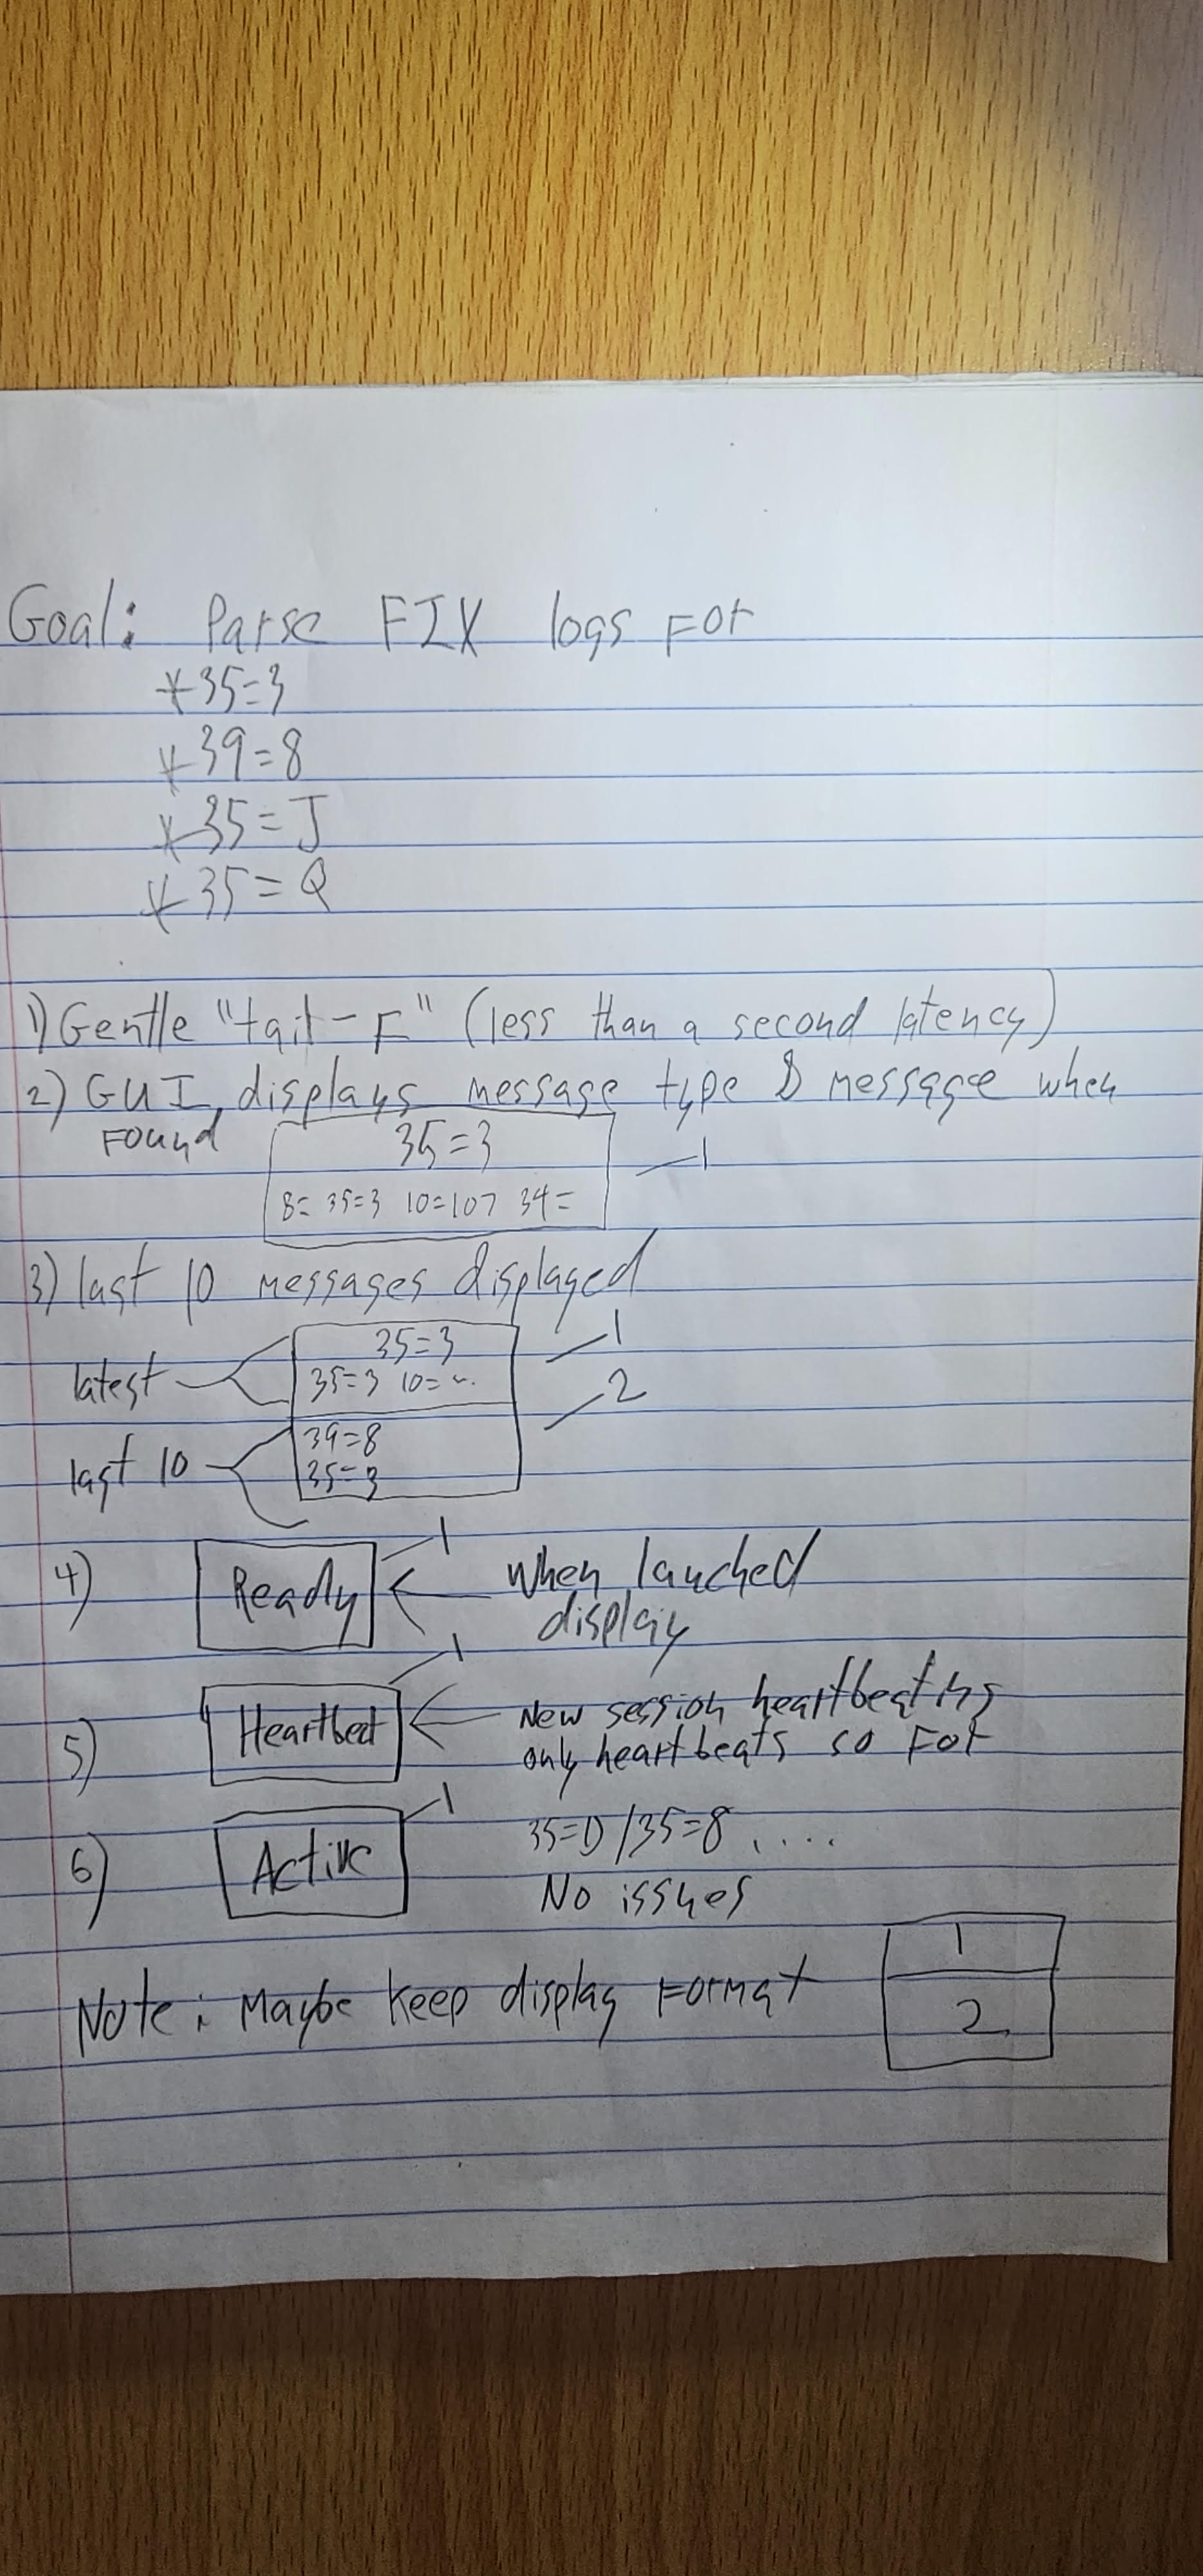 Goal: Parse FIX logs For
* 35=3
* 39=8
* 35=J
* 35=Q
1) Gentle "tail-F" (less than a second latency)
2) GUI, displays message type & message when
Found
35=3
1
8= 35=3 10=107 34=
3) last 10 messages displayed
35=3
1
latest
35=3 10=~.
2
39=8
last 10
35=3
4)
Ready
1
When lauched
display
5)
Heartbeat
1
New session heartbeating
only heartbeats so For
6)
Active
1
35=D/35=8, ....
No issues
Note: Maybe keep display Format
1
2